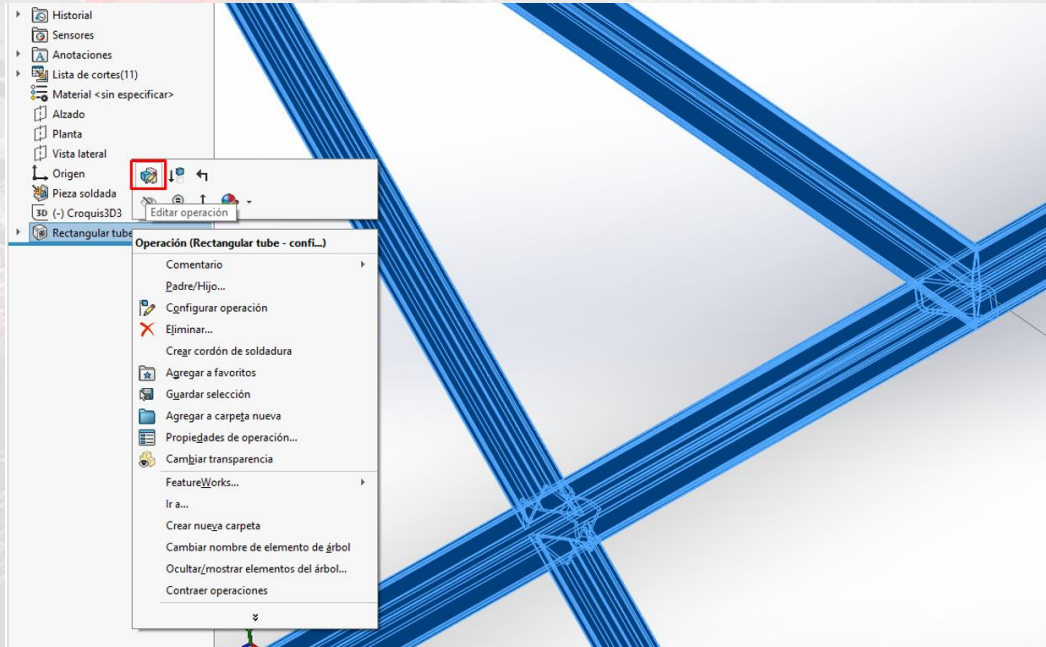 Historial
Sensores
Anotaciones
Lista de cortes(11)
Material <sin especificar>
Alzado
Planta
Vista lateral
Origen
Pieza soldada
3D (-) Croquis3D3
Rectangular tube
Editar operación
Operación (Rectangular tube - confi...)
Comentario
Padre/Hijo...
Configurar operación
Eliminar...
Crear cordón de soldadura
Agregar a favoritos
Guardar selección
Agregar a carpeta nueva
Propiedades de operación...
Cambiar transparencia
FeatureWorks...
Ir a...
Crear nueva carpeta
Cambiar nombre de elemento de árbol
Ocultar/mostrar elementos del árbol...
Contraer operaciones